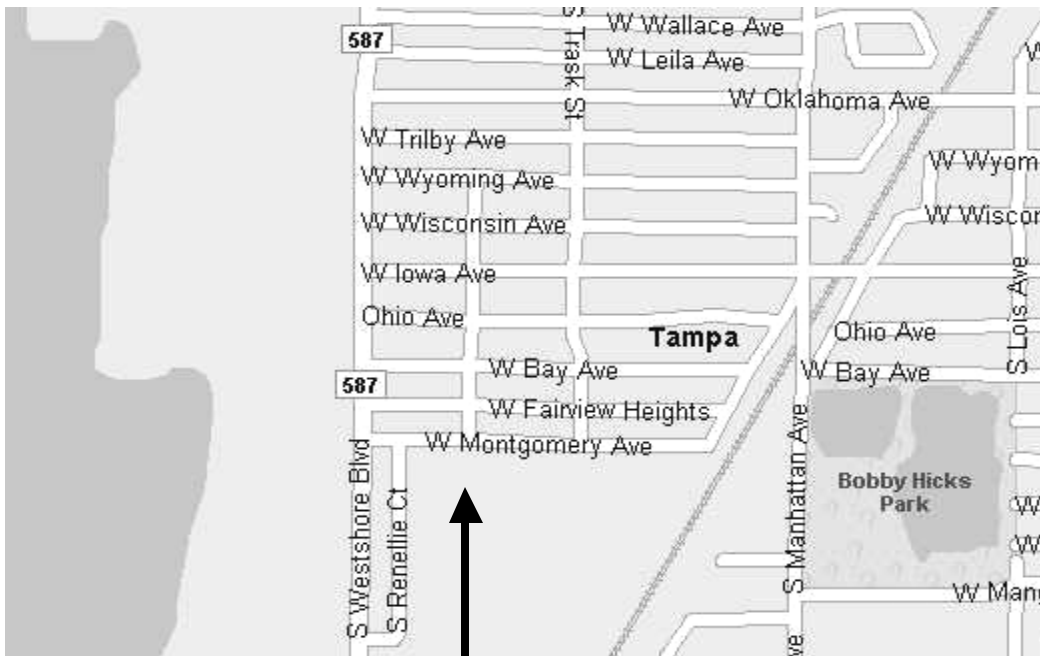 W Wallace Ave
587
S Trask St
W Leila Ave
W Oklahoma Ave
W Trilby Ave
W Wyoming Ave
W Wyom
W Wisconsin Ave
W Wiscon
W Iowa Ave
S Lois Ave
Ohio Ave
Tampa
Ohio Ave
W Bay Ave
W Bay Ave
587
W Fairview Heights
W Montgomery Ave
S Westshore Blvd
S Renellie Ct
S Manhattan Ave
Bobby Hicks
Park
W
W
W
W Mang
ve